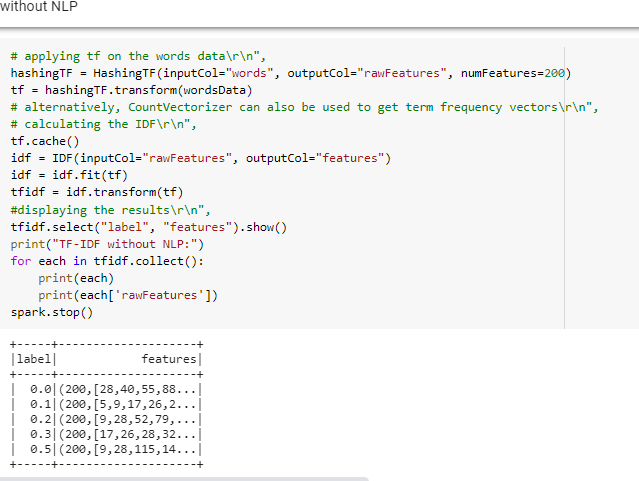 without NLP
# applying tf on the words data\r\n",
hashingTF = HashingTF(inputCol="words", outputCol="rawFeatures", numFeatures=200)
tf = hashingTF.transform(wordsData)
# alternatively, CountVectorizer can also be used to get term frequency vectors\r\n",
# calculating the IDF\r\n",
tf.cache()
idf = IDF(inputCol="rawFeatures", outputCol="features")
idf = idf.fit(tf)
tfidf = idf.transform(tf)
#displaying the results\r\n",
tfidf.select("label", "features").show()
print("TF-IDF without NLP:")
for each in tfidf.collect():
    print(each)
    print(each['rawFeatures'])
spark.stop()
+-----+--------------------+
|label|            features|
+-----+--------------------+
|  0.0|(200,[28,40,55,88...|
|  0.1|(200,[5,9,17,26,2...|
|  0.2|(200,[9,28,52,79,...|
|  0.3|(200,[17,26,28,32...|
|  0.5|(200,[9,28,115,14...|
+-----+--------------------+